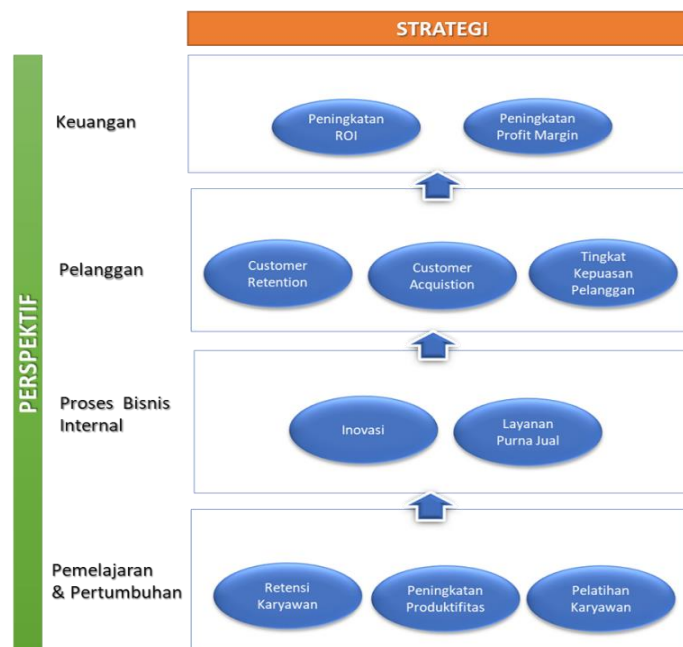 STRATEGI
PERSPEKTIF
Keuangan
Peningkatan
ROI
Peningkatan
Profit Margin
Pelanggan
Customer
Retention
Customer
Acquistion
Tingkat
Kepuasan
Pelanggan
Proses Bisnis
Internal
Inovasi
Layanan
Purna Jual
Pemelajaran
& Pertumbuhan
Retensi
Karyawan
Peningkatan
Produktifitas
Pelatihan
Karyawan